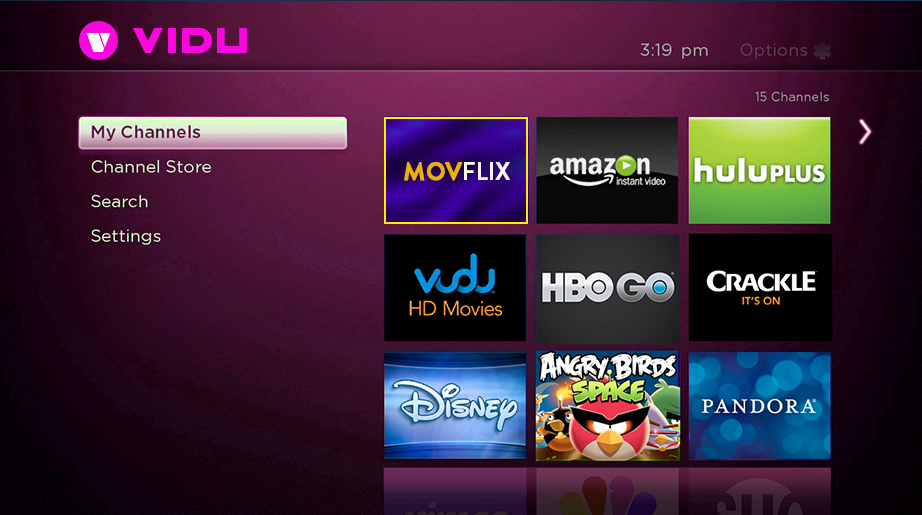 VIDU
3:19 pm
Options
15 Channels
My Channels
Channel Store
Search
Settings
MOVFLIX
amazon
instant video
huluPLUS
vudu
HD Movies
HBO GO
CRACKLE
IT'S ON
Disney
ANGRY BIRDS
SPACE
PANDORA
vimeo